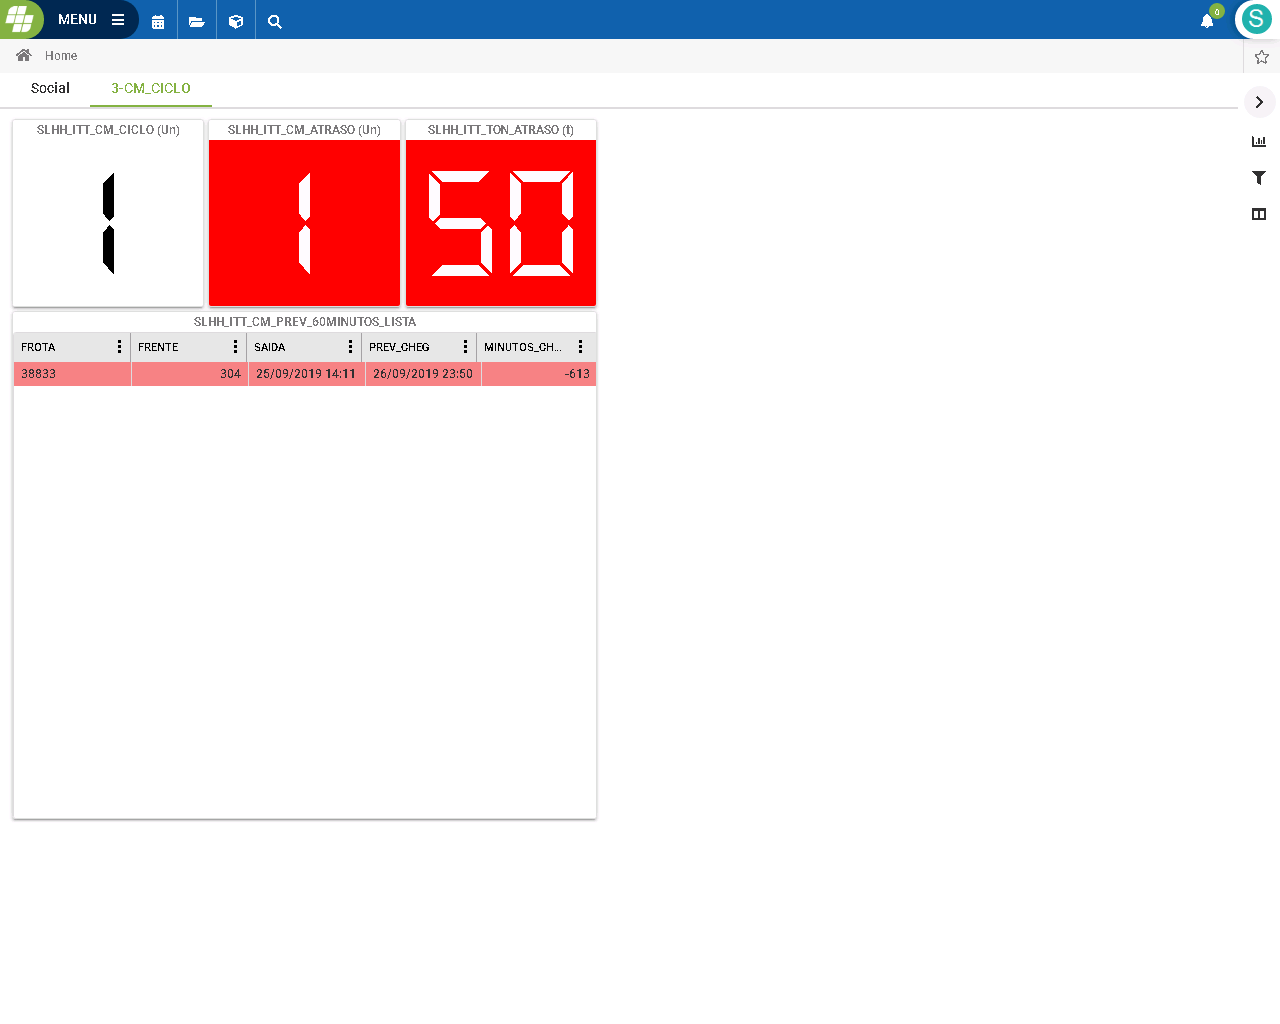 MENU
0
S
Home
Social
3-CM_CICLO
SLHH_ITT_CM_CICLO (Un)
SLHH_ITT_CM_ATRASO (Un)
SLHH_ITT_TON_ATRASO (t)
1
1
50
SLHH_ITT_CM_PREV_60MINUTOS_LISTA
FROTA FRENTE SAIDA PREV_CHEG MINUTOS_CH...
38833 304 25/09/2019 14:11 26/09/2019 23:50 -613